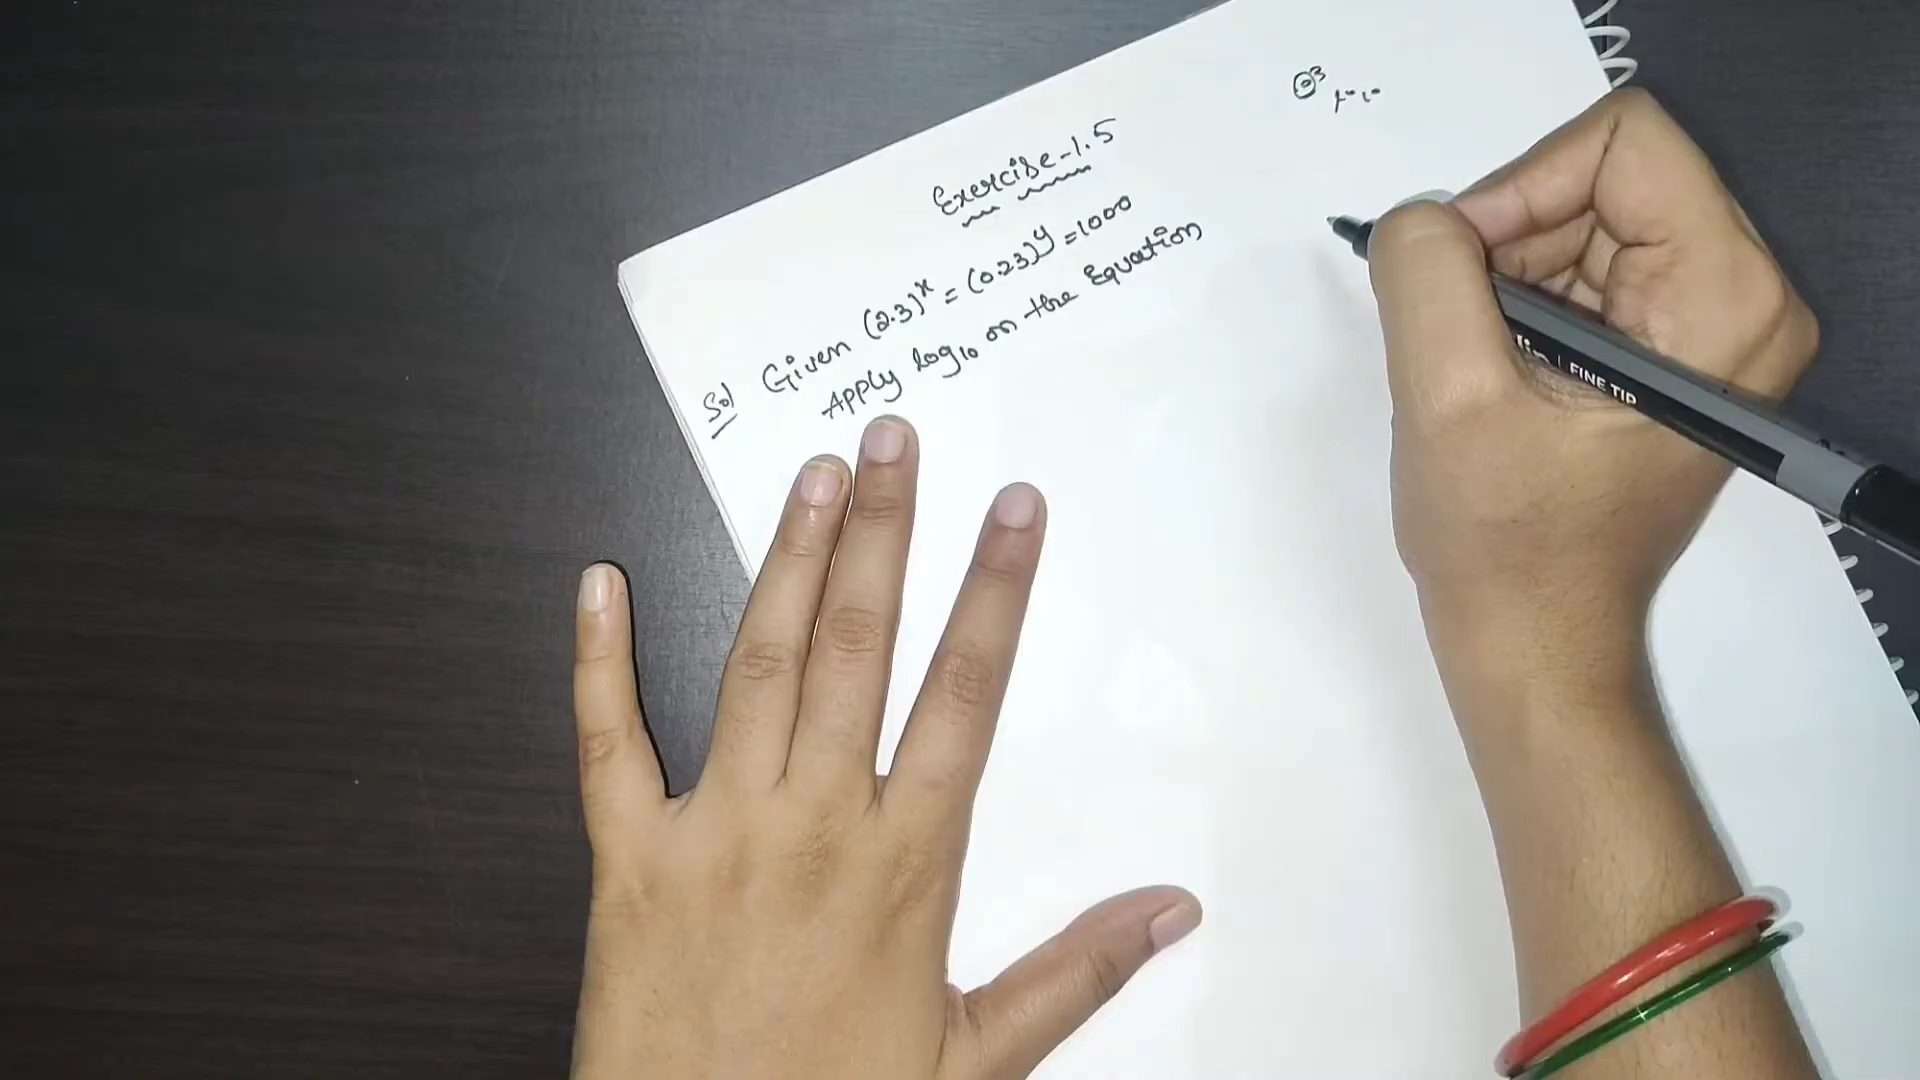 Exercise-1.5
Sol Given (2.3)^x = (0.23)^y = 1000
Apply log₁₀ on the Equation
FINE TIP